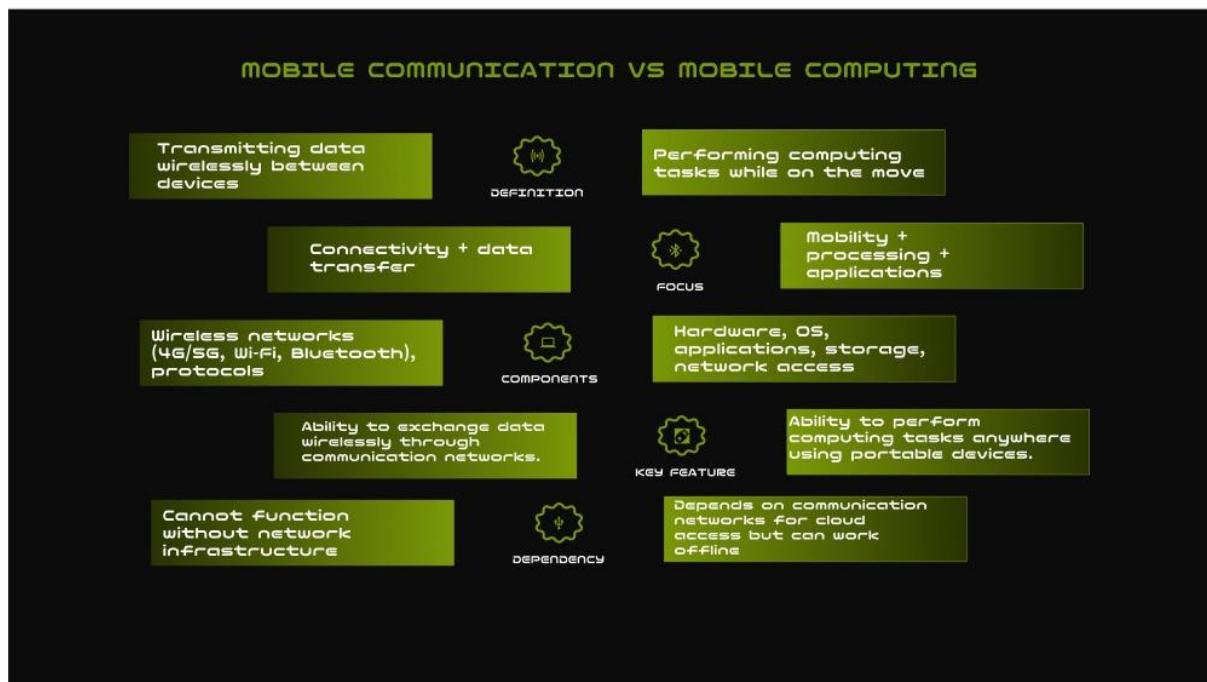 MOBILE COMMUNICATION VS MOBILE COMPUTING
Transmitting data
wirelessly between
devices
DEFINITION
Performing computing
tasks while on the move
Connectivity + data
transfer
FOCUS
Mobility +
processing +
applications
Wireless networks
(4G/5G, Wi-Fi, Bluetooth),
protocols
COMPONENTS
Hardware, OS,
applications, storage,
network access
Ability to exchange data
wirelessly through
communication networks.
KEY FEATURE
Ability to perform
computing tasks anywhere
using portable devices.
Cannot function
without network
infrastructure
DEPENDENCY
Depends on communication
networks for cloud
access but can work
offline